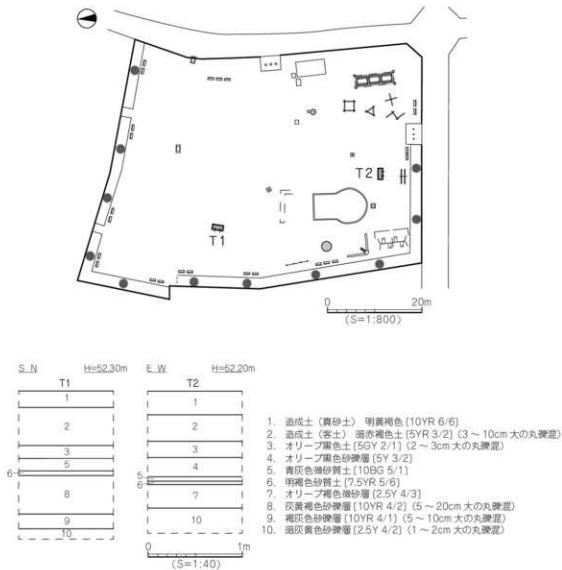 T2
T1
0 20m
(S=1:800)
S N H=52.30m E W H=52.20m
T1 T2
1
2
3
5
6
8
9
10
1
2
3
4
5
6
7
10
0 1m
(S=1:40)
1. 造成土（真砂土） 明黄褐色 [10YR 6/6]
2. 造成土（客土） 暗赤褐色土 [5YR 3/2]（3～10cm 大の丸礫混）
3. オリーブ黒色土 [5GY 2/1]（2～3cm 大の丸礫混）
4. オリーブ黒色砂礫層 [5Y 3/2]
5. 青灰色微砂質土 [10BG 5/1]
6. 明褐色砂質土 [7.5YR 5/6]
7. オリーブ褐色微砂層 [2.5Y 4/3]
8. 灰黄褐色砂礫層 [10YR 4/2]（5～20cm 大の丸礫混）
9. 褐灰色砂礫層 [10YR 4/1]（5～10cm 大の丸礫混）
10. 暗灰黄色砂礫層 [2.5Y 4/2]（1～2cm 大の丸礫混）